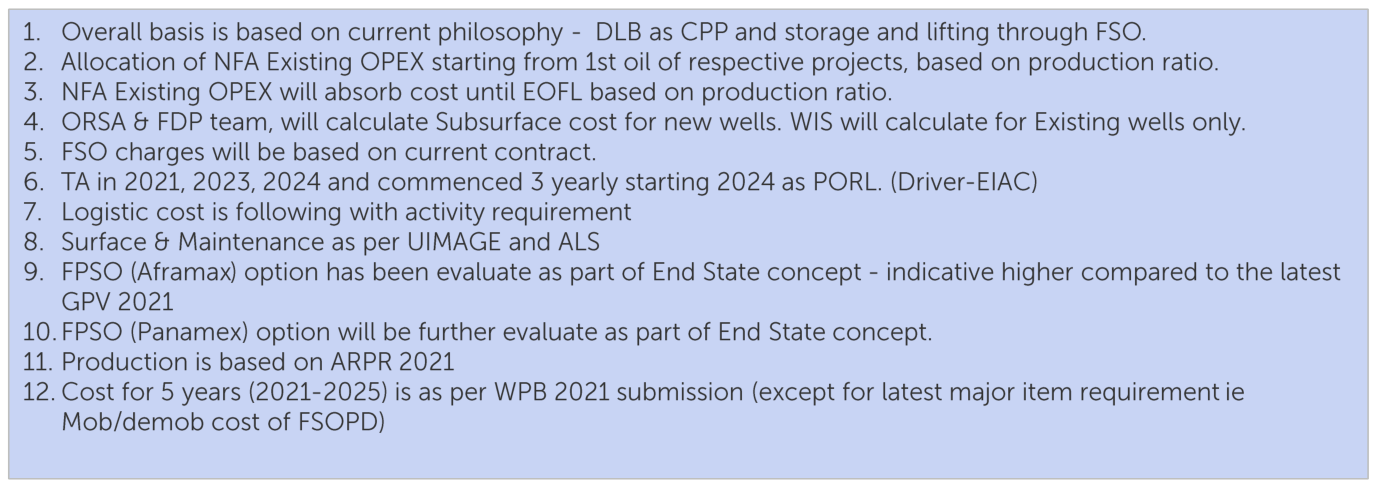 1. Overall basis is based on current philosophy - DLB as CPP and storage and lifting through FSO.
2. Allocation of NFA Existing OPEX starting from 1st oil of respective projects, based on production ratio.
3. NFA Existing OPEX will absorb cost until EOFL based on production ratio.
4. ORSA & FDP team, will calculate Subsurface cost for new wells. WIS will calculate for Existing wells only.
5. FSO charges will be based on current contract.
6. TA in 2021, 2023, 2024 and commenced 3 yearly starting 2024 as PORL. (Driver-EIAC)
7. Logistic cost is following with activity requirement
8. Surface & Maintenance as per UIMAGE and ALS
9. FPSO (Aframax) option has been evaluate as part of End State concept - indicative higher compared to the latest
GPV 2021
10. FPSO (Panamex) option will be further evaluate as part of End State concept.
11. Production is based on ARPR 2021
12. Cost for 5 years (2021-2025) is as per WPB 2021 submission (except for latest major item requirement ie
Mob/demob cost of FSOPD)